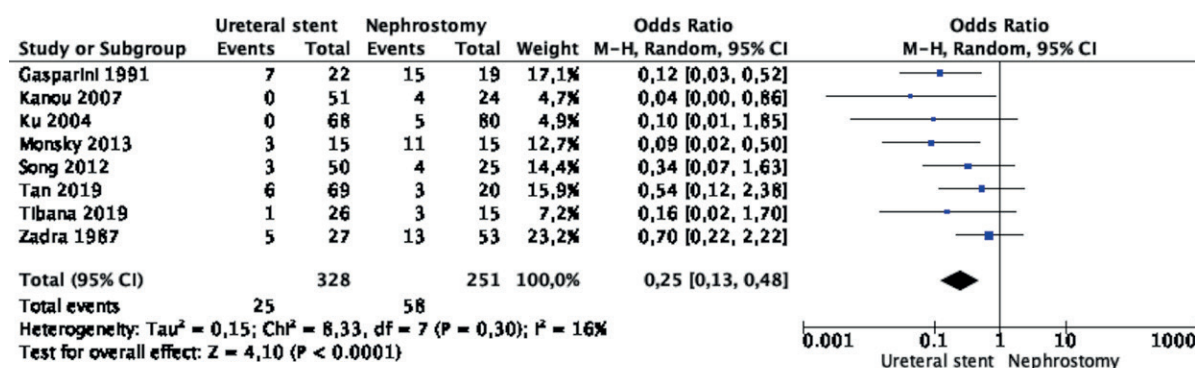 Ureteral stent Nephrostomy Odds Ratio Odds Ratio
Study or Subgroup Events Total Events Total Weight M-H, Random, 95% CI M-H, Random, 95% CI
Gasparini 1991 7 22 15 19 17,1% 0,12 [0,03, 0,52]
Kanou 2007 0 51 4 24 4,7% 0,04 [0,00, 0,86]
Ku 2004 0 68 5 80 4,9% 0,10 [0,01, 1,85]
Monsky 2013 3 15 11 15 12,7% 0,09 [0,02, 0,50]
Song 2012 3 50 4 25 14,4% 0,34 [0,07, 1,63]
Tan 2019 6 69 3 20 15,9% 0,54 [0,12, 2,38]
Tibana 2019 1 26 3 15 7,2% 0,16 [0,02, 1,70]
Zadra 1987 5 27 13 53 23,2% 0,70 [0,22, 2,22]
Total (95% CI) 328 251 100,0% 0,25 [0,13, 0,48]
Total events 25 58
Heterogeneity: Tau² = 0,15; Chi² = 8,33, df = 7 (P = 0,30); I² = 16%
Test for overall effect: Z = 4,10 (P < 0.0001)
0.001 0.1 1 10 1000
Ureteral stent Nephrostomy